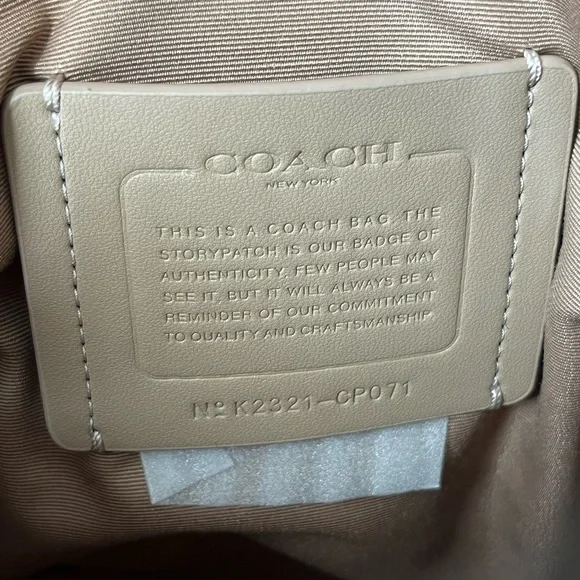 COACH
NEW YORK
THIS IS A COACH BAG. THE
STORYPATCH IS OUR BADGE OF
AUTHENTICITY. FEW PEOPLE MAY
SEE IT, BUT IT WILL ALWAYS BE A
REMINDER OF OUR COMMITMENT
TO QUALITY AND CRAFTSMANSHIP.
Nº K2321-CP071